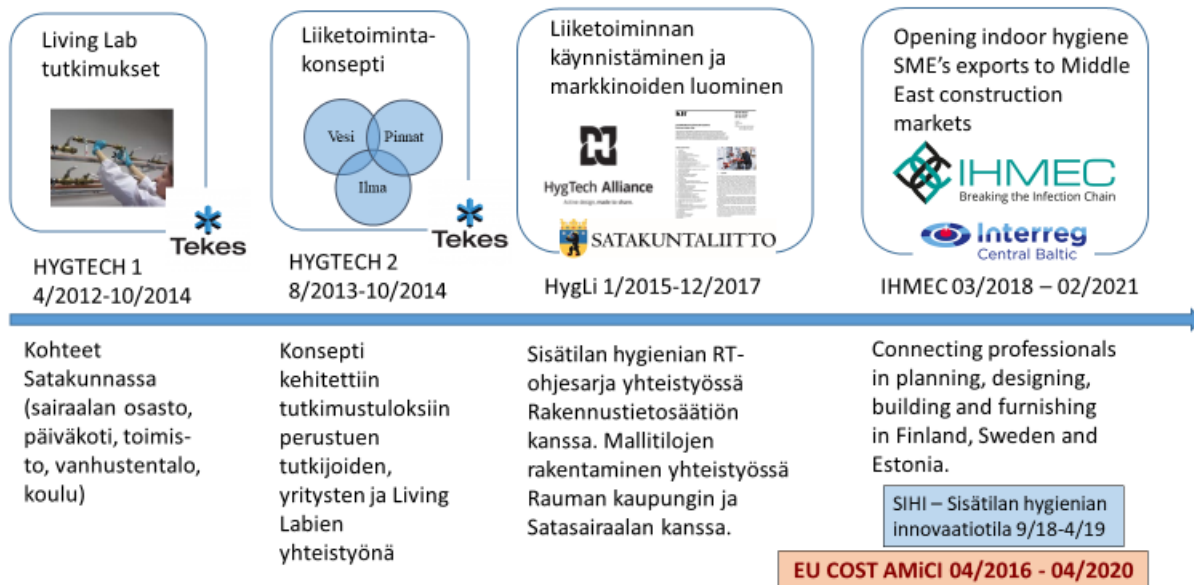 Living Lab
tutkimukset
Tekes
HYGTECH 1
4/2012-10/2014
Liiketoiminta-
konsepti
Vesi
Pinnat
Ilma
Tekes
HYGTECH 2
8/2013-10/2014
Liiketoiminnan
käynnistäminen ja
markkinoiden luominen
HygTech Alliance
Active design, made to share.
SATAKUNTALIITTO
HygLi 1/2015-12/2017
Opening indoor hygiene
SME's exports to Middle
East construction
markets
IHMEC
Breaking the Infection Chain
Interreg
Central Baltic
IHMEC 03/2018 – 02/2021
Kohteet
Satakunnassa
(sairaalan osasto,
päiväkoti, toimis-
to, vanhustentalo,
koulu)
Konsepti
kehitettiin
tutkimustuloksiin
perustuen
tutkijoiden,
yritysten ja Living
Labien
yhteistyönä
Sisätilan hygienian RT-
ohjesarja yhteistyössä
Rakennustietosäätiön
kanssa. Mallitilojen
rakentaminen yhteistyössä
Rauman kaupungin ja
Satasairaalan kanssa.
Connecting professionals
in planning, designing,
building and furnishing
in Finland, Sweden and
Estonia.
SIHI – Sisätilan hygienian
innovaatiotila 9/18-4/19
EU COST AMiCI 04/2016 - 04/2020